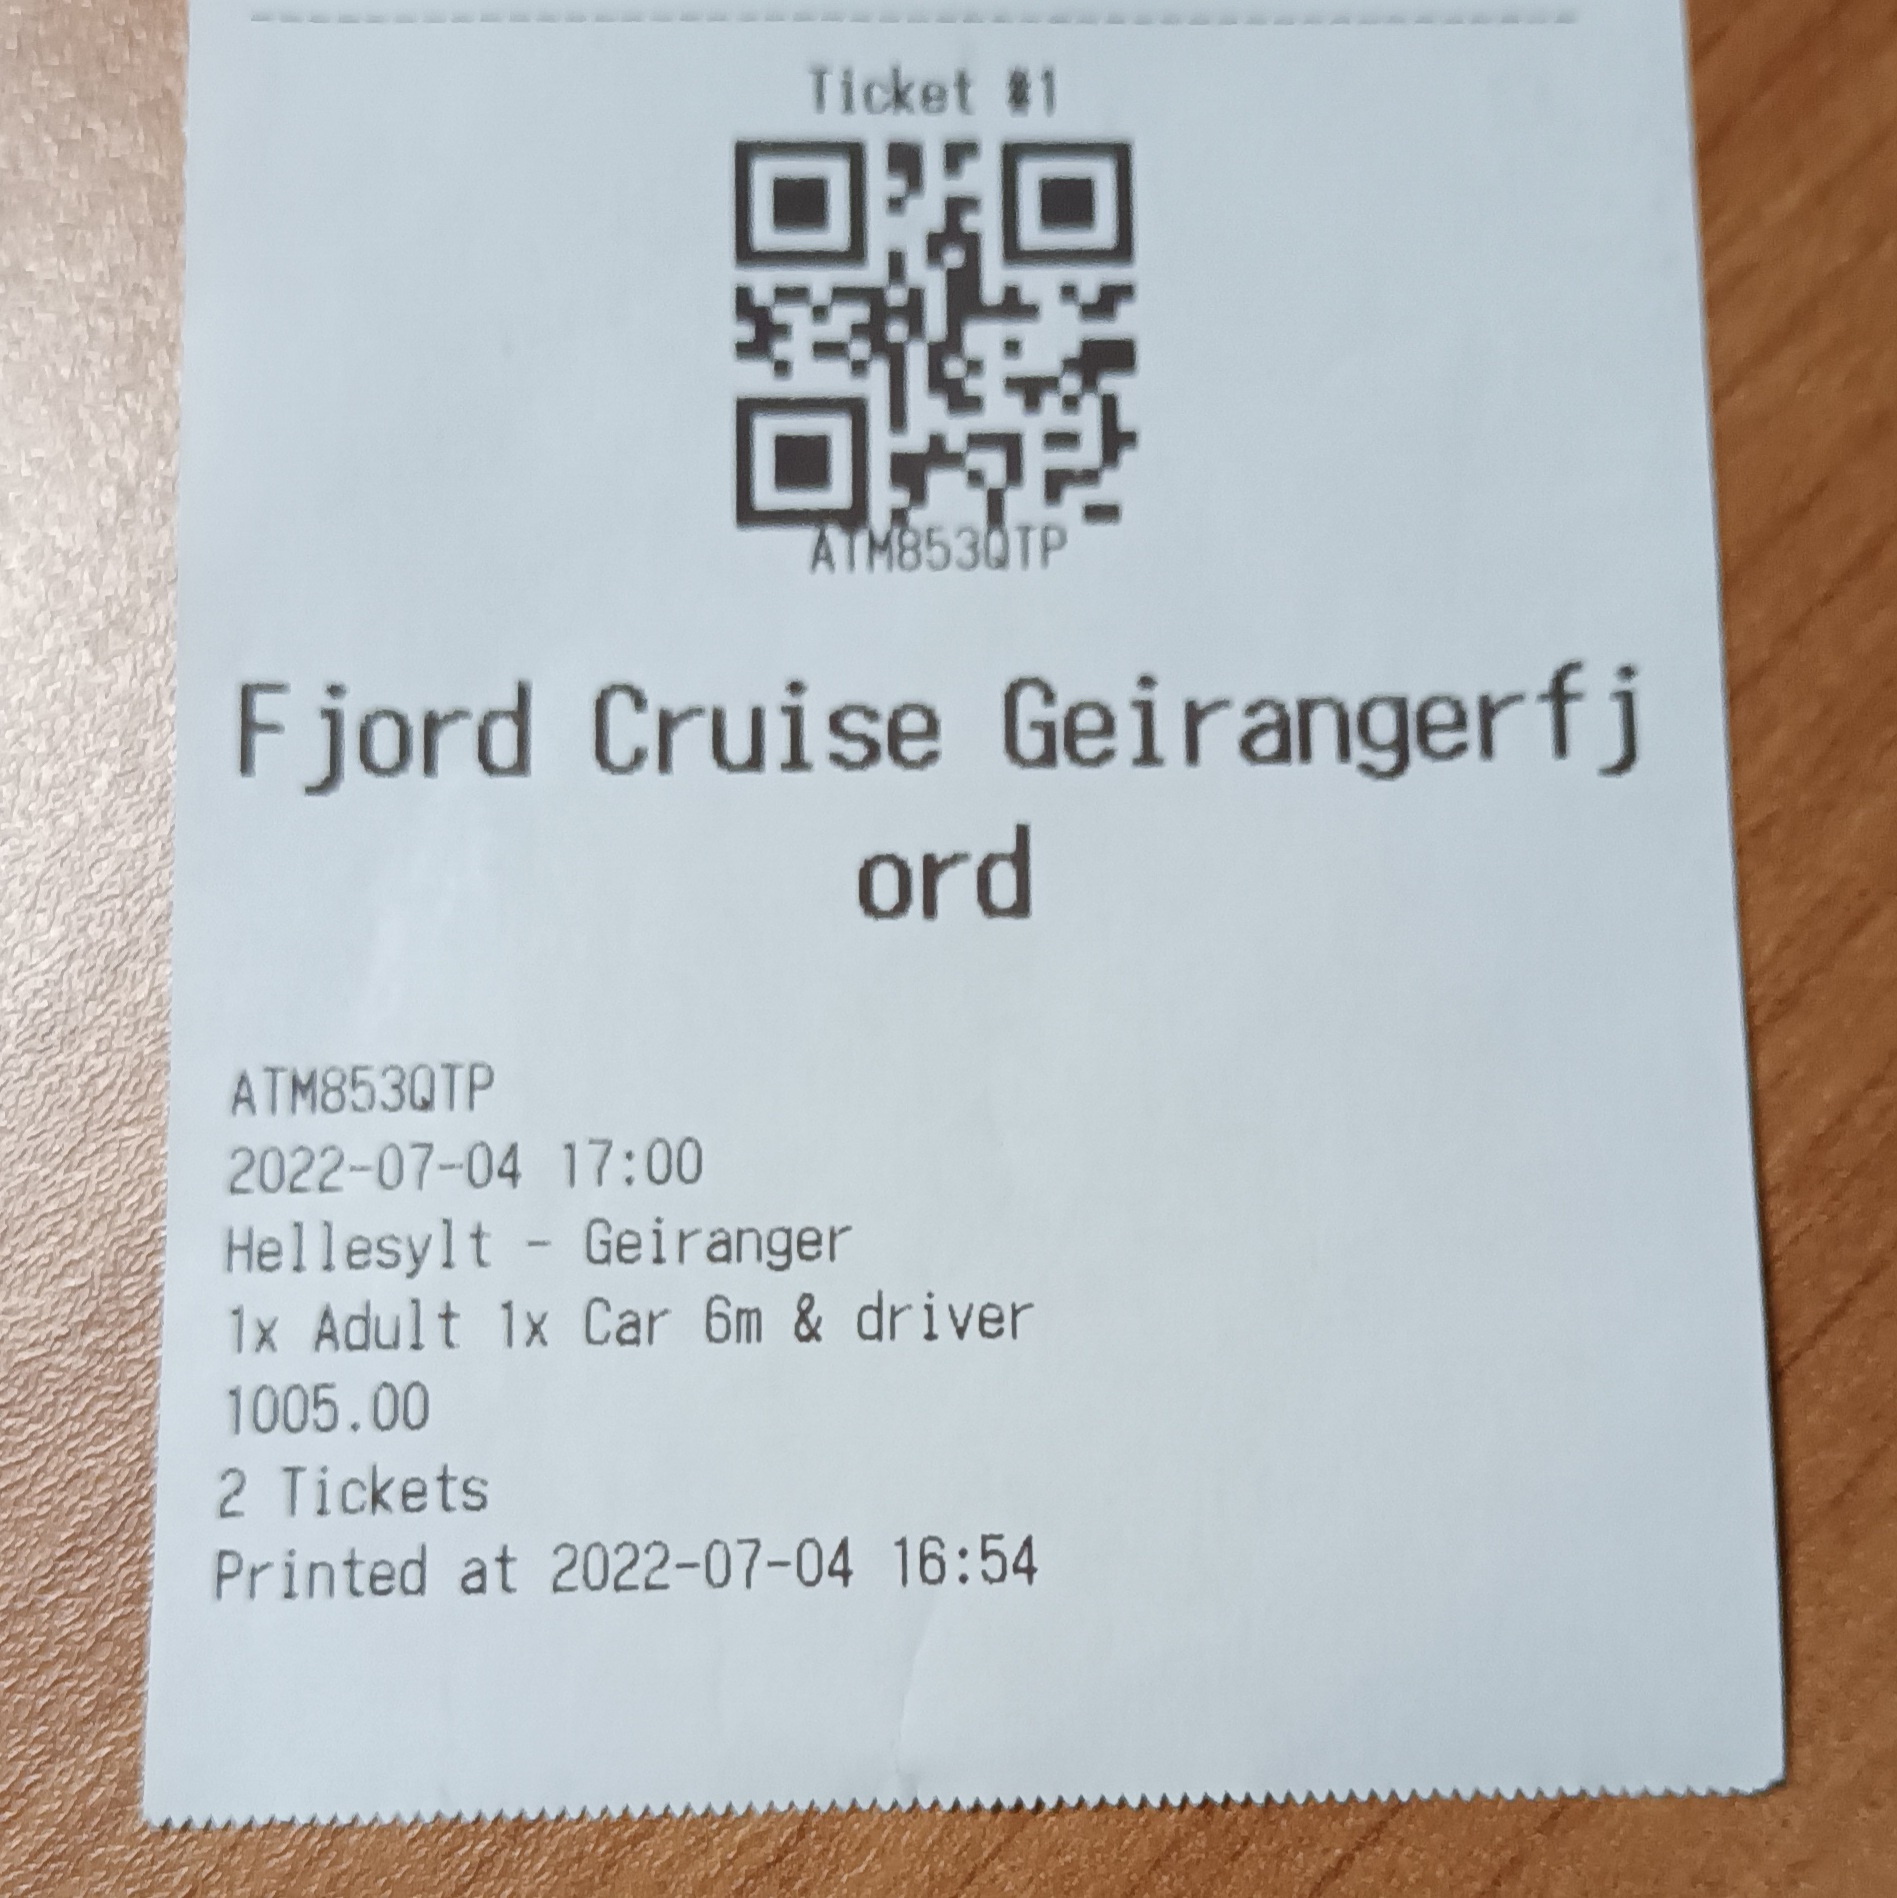 Ticket #1
ATM853QTP
Fjord Cruise Geirangerfj
ord
ATM853QTP
2022-07-04 17:00
Hellesylt - Geiranger
1x Adult 1x Car 6m & driver
1005.00
2 Tickets
Printed at 2022-07-04 16:54